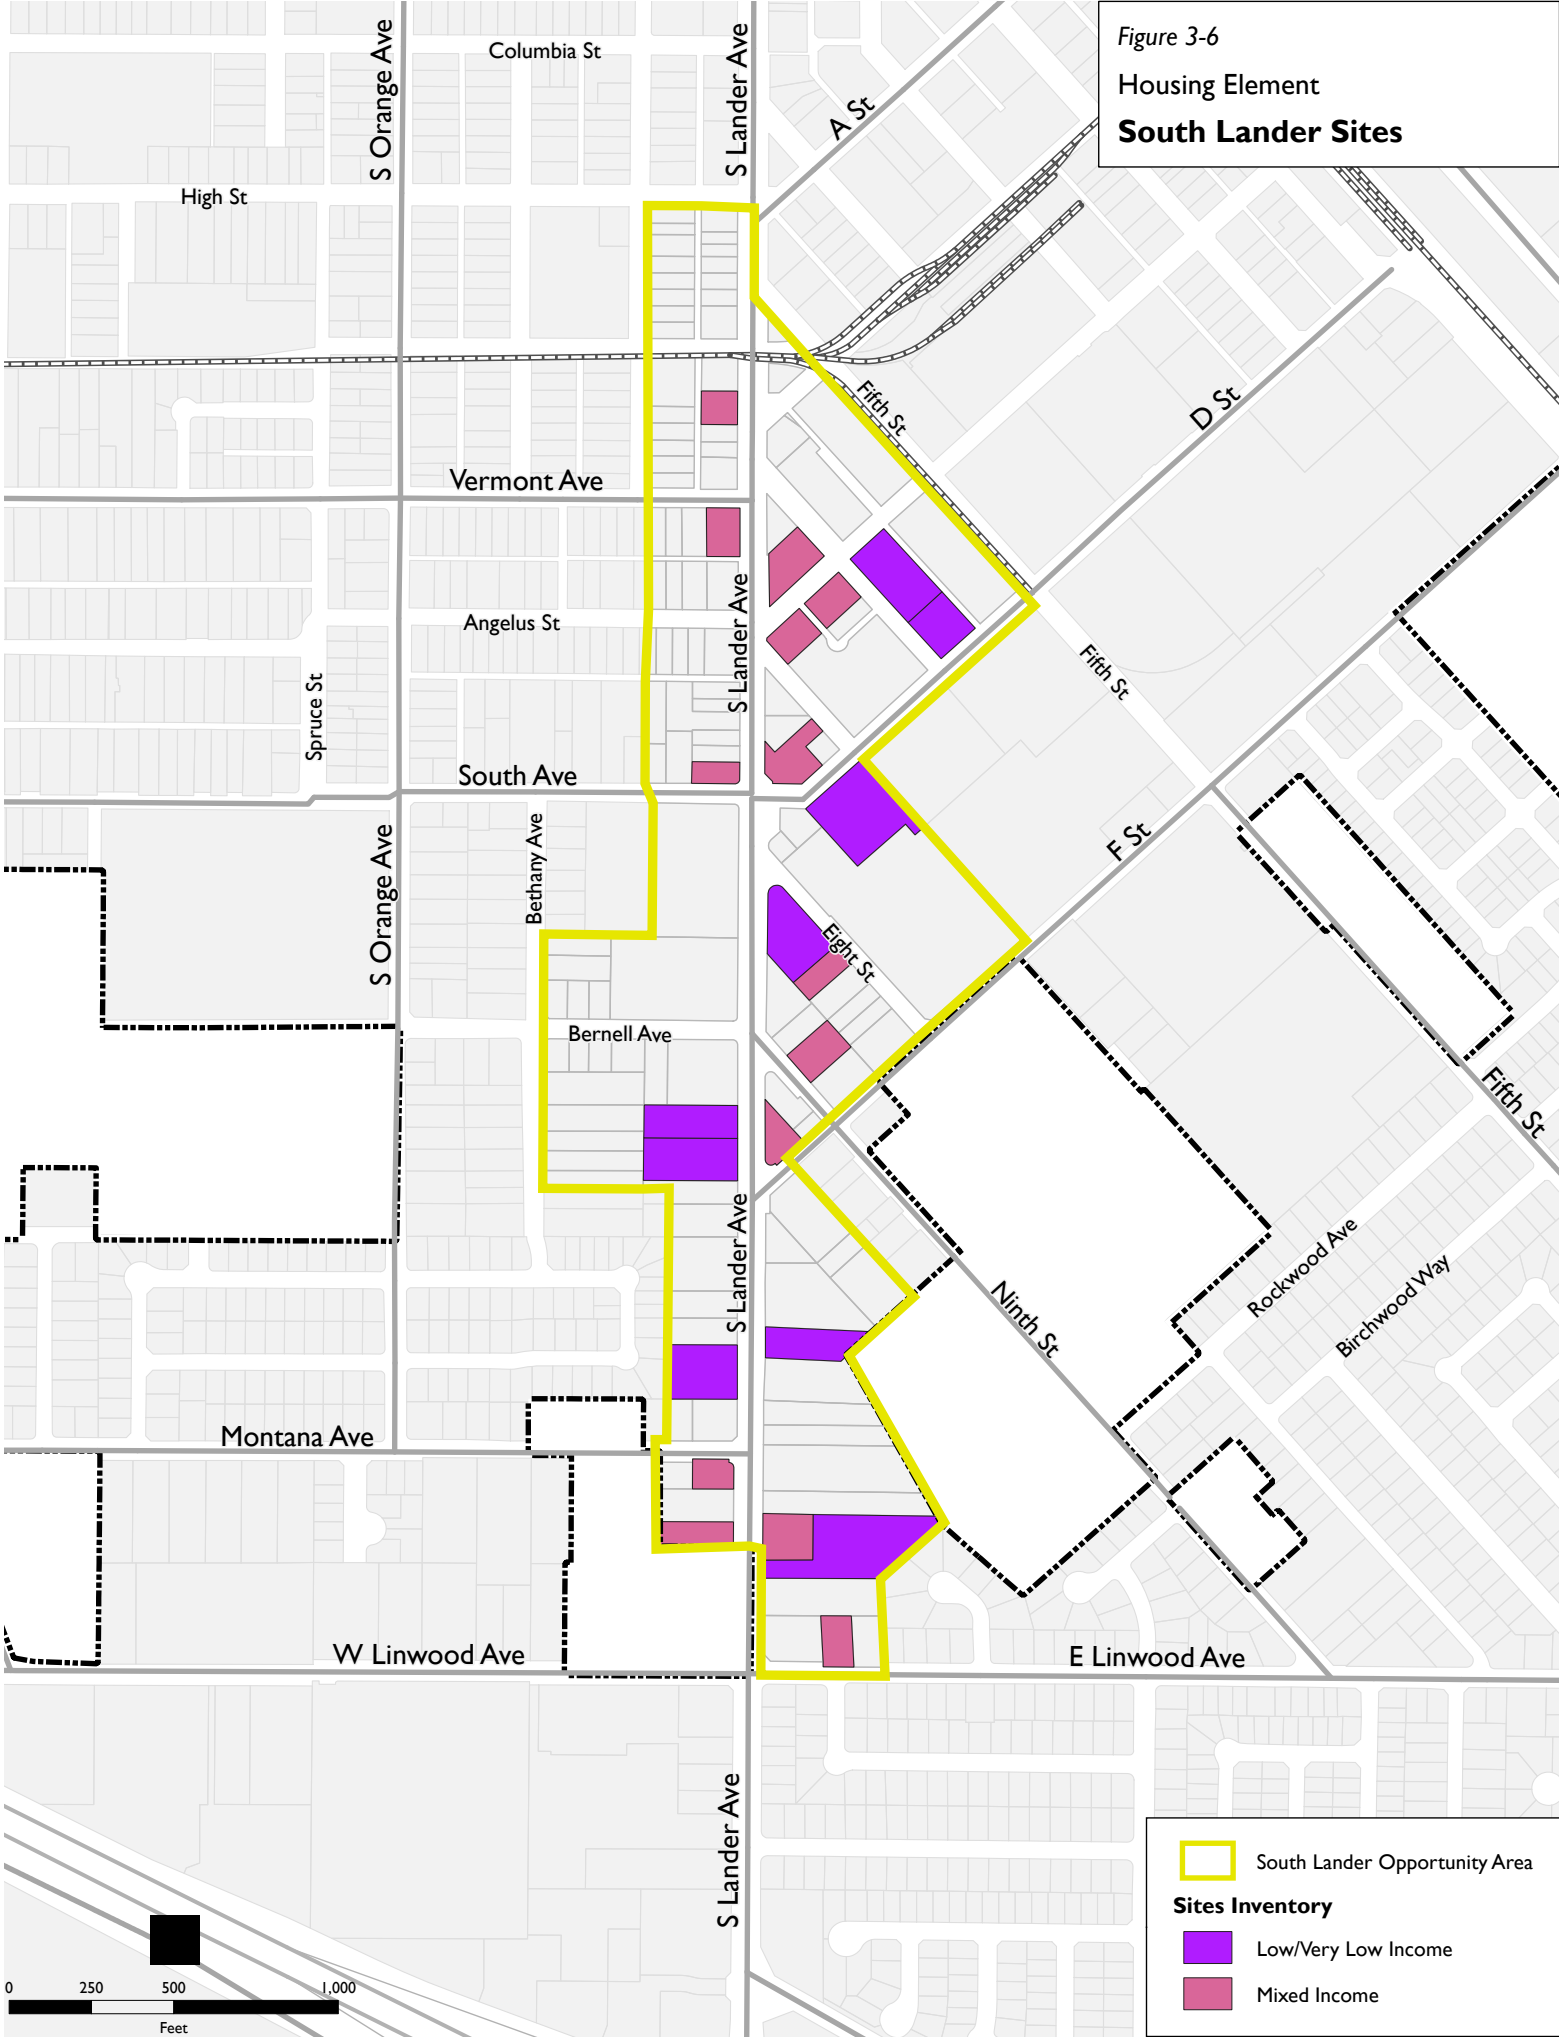 Figure 3-6
Housing Element
South Lander Sites
Columbia St
S Orange Ave
S Lander Ave
A St
High St
Fifth St
D St
Vermont Ave
S Lander Ave
Angelus St
Fifth St
Spruce St
South Ave
F St
S Orange Ave
Bethany Ave
Eight St
Bernell Ave
Fifth St
S Lander Ave
Rockwood Ave
Birchwood Way
Ninth St
Montana Ave
W Linwood Ave
E Linwood Ave
S Lander Ave
South Lander Opportunity Area
Sites Inventory
Low/Very Low Income
Mixed Income
0 250 500 1,000
Feet